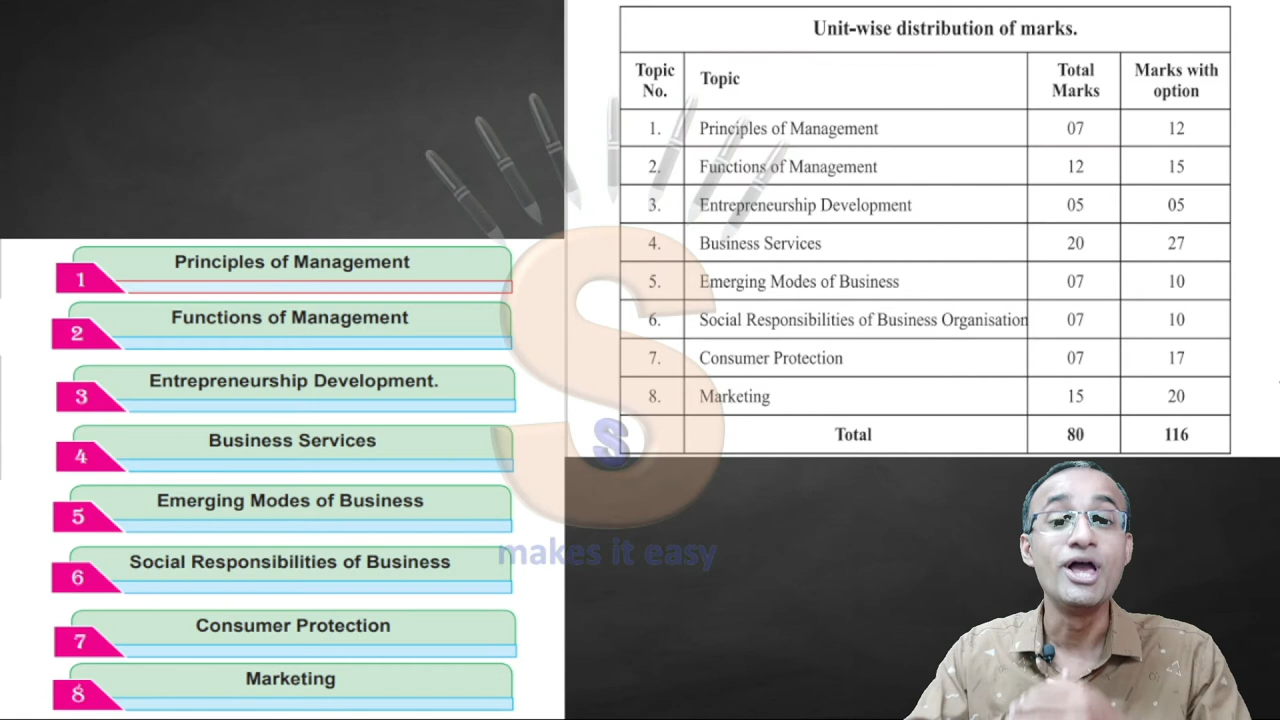 1 Principles of Management
2 Functions of Management
3 Entrepreneurship Development.
4 Business Services
5 Emerging Modes of Business
6 Social Responsibilities of Business
7 Consumer Protection
8 Marketing
Unit-wise distribution of marks.
Topic No. Topic Total Marks Marks with option
1. Principles of Management 07 12
2. Functions of Management 12 15
3. Entrepreneurship Development 05 05
4. Business Services 20 27
5. Emerging Modes of Business 07 10
6. Social Responsibilities of Business Organisation 07 10
7. Consumer Protection 07 17
8. Marketing 15 20
Total 80 116
S
S
makes it easy